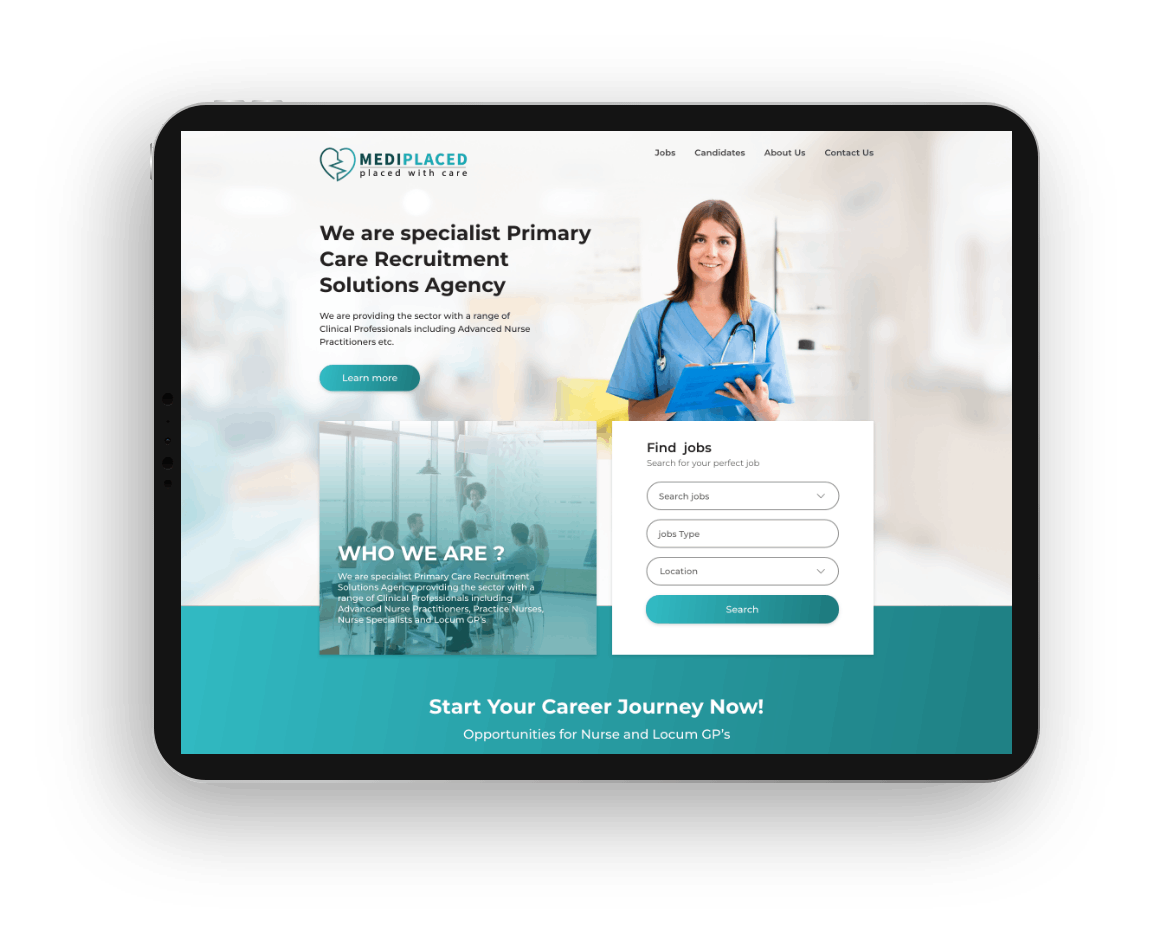 MEDIPLACED
placed with care
Jobs Candidates About Us Contact Us
We are specialist Primary
Care Recruitment
Solutions Agency
We are providing the sector with a range of
Clinical Professionals including Advanced Nurse
Practitioners etc.
Learn more
WHO WE ARE ?
We are specialist Primary Care Recruitment
Solutions Agency providing the sector with a
range of Clinical Professionals including
Advanced Nurse Practitioners, Practice Nurses,
Nurse Specialists and Locum GP's
Find jobs
Search for your perfect job
Search jobs
jobs Type
Location
Search
Start Your Career Journey Now!
Opportunities for Nurse and Locum GP’s